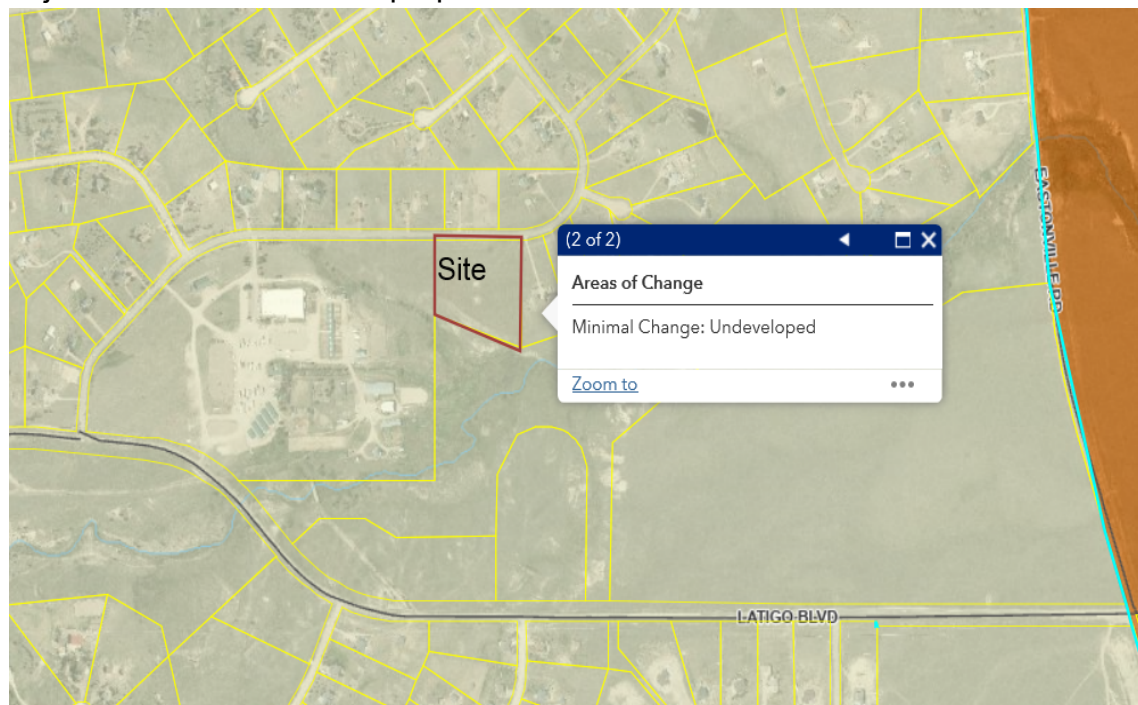 Site
(2 of 2)
Areas of Change
Minimal Change: Undeveloped
Zoom to
EASTONVILLE RD
LATIGO BLVD